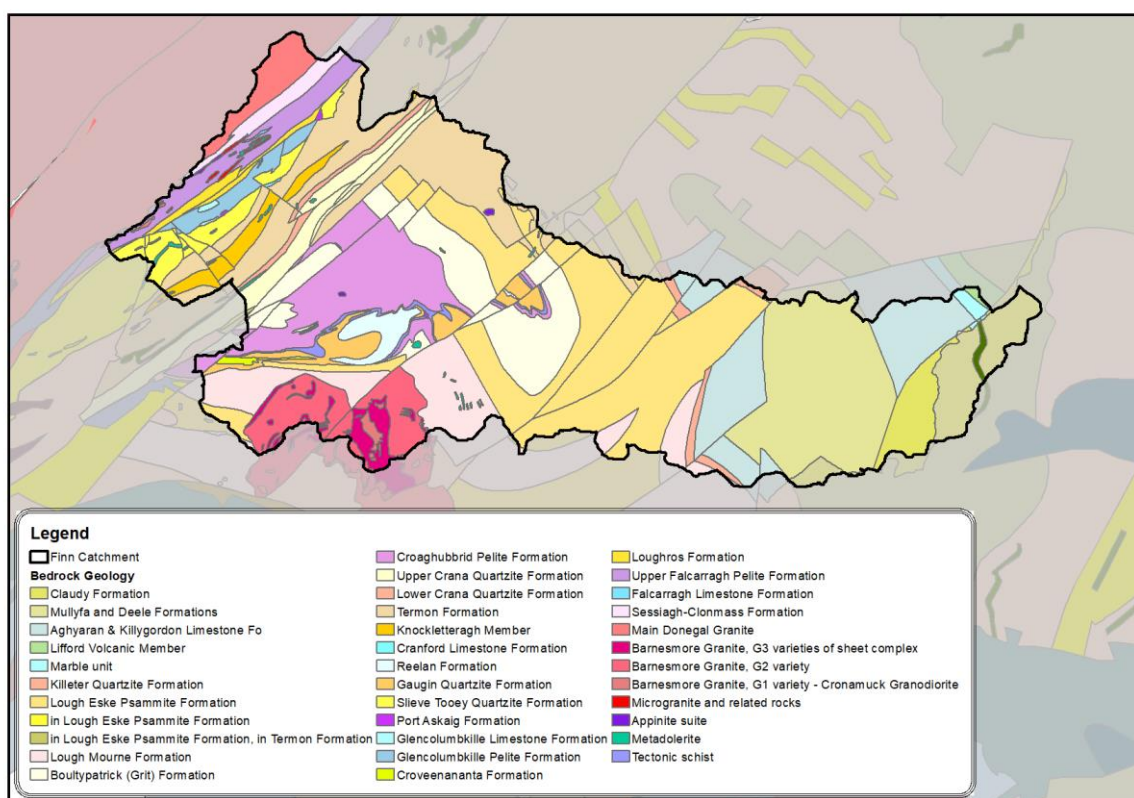 Legend
Finn Catchment
Bedrock Geology
Claudy Formation
Mullyfa and Deele Formations
Aghyaran & Killygordon Limestone Fo
Lifford Volcanic Member
Marble unit
Killeter Quartzite Formation
Lough Eske Psammite Formation
in Lough Eske Psammite Formation
in Lough Eske Psammite Formation, in Termon Formation
Lough Mourne Formation
Boultypatrick (Grit) Formation
Croaghubbrid Pelite Formation
Upper Crana Quartzite Formation
Lower Crana Quartzite Formation
Termon Formation
Knockletteragh Member
Cranford Limestone Formation
Reelan Formation
Gaugin Quartzite Formation
Slieve Tooey Quartzite Formation
Port Askaig Formation
Glencolumbkille Limestone Formation
Glencolumbkille Pelite Formation
Croveenananta Formation
Loughros Formation
Upper Falcarragh Pelite Formation
Falcarragh Limestone Formation
Sessiagh-Clonmass Formation
Main Donegal Granite
Barnesmore Granite, G3 varieties of sheet complex
Barnesmore Granite, G2 variety
Barnesmore Granite, G1 variety - Cronamuck Granodiorite
Microgranite and related rocks
Appinite suite
Metadolerite
Tectonic schist